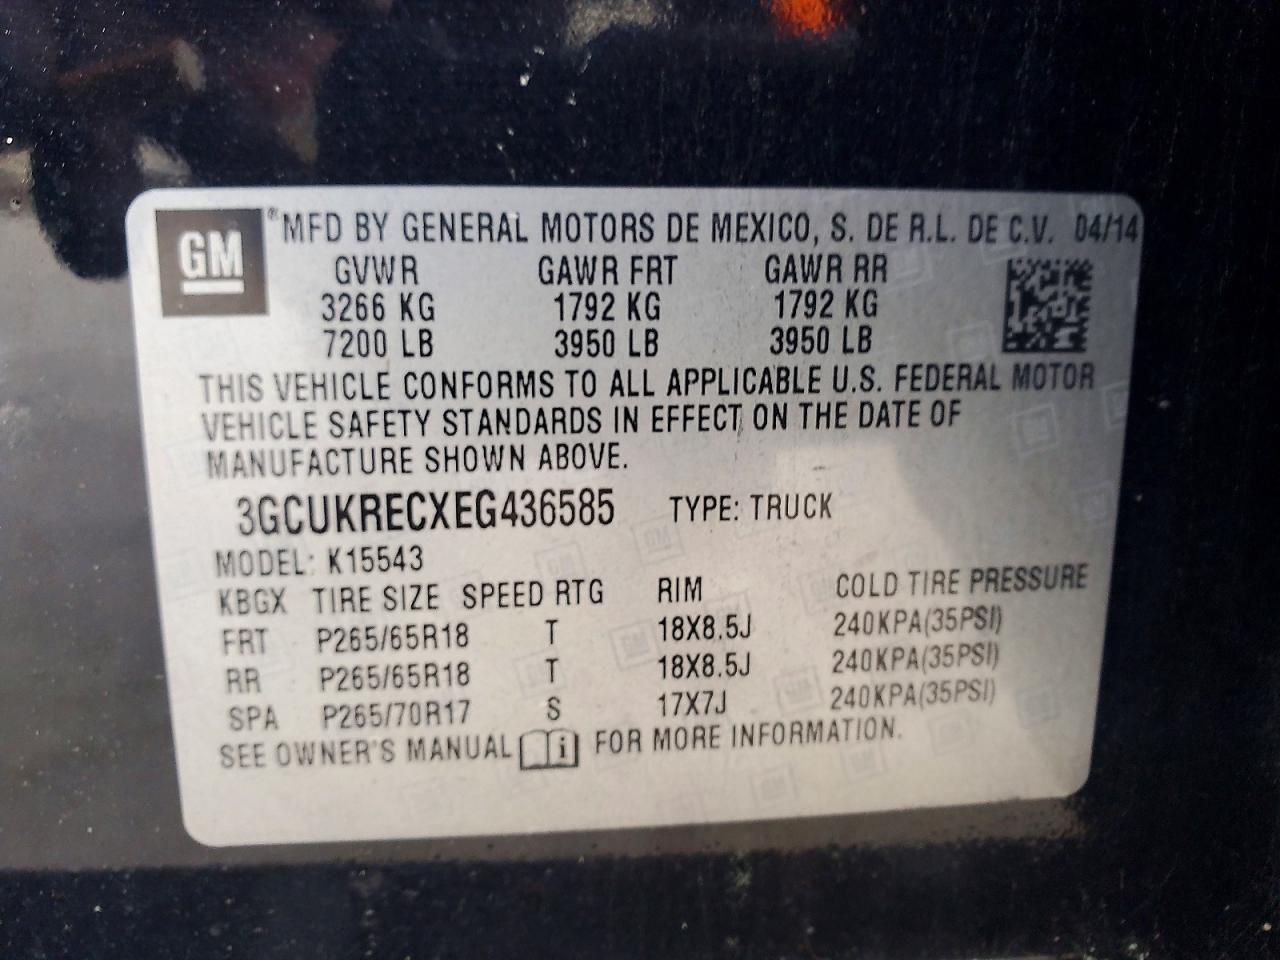 GM ®MFD BY GENERAL MOTORS DE MEXICO, S. DE R.L. DE C.V. 04/14
GVWR GAWR FRT GAWR RR
3266 KG 1792 KG 1792 KG
7200 LB 3950 LB 3950 LB
THIS VEHICLE CONFORMS TO ALL APPLICABLE U.S. FEDERAL MOTOR
VEHICLE SAFETY STANDARDS IN EFFECT ON THE DATE OF
MANUFACTURE SHOWN ABOVE.
3GCUKRECXEG436585 TYPE: TRUCK
MODEL: K15543
KBGX TIRE SIZE SPEED RTG RIM COLD TIRE PRESSURE
FRT P265/65R18 T 18X8.5J 240KPA(35PSI)
RR P265/65R18 T 18X8.5J 240KPA(35PSI)
SPA P265/70R17 S 17X7J 240KPA(35PSI)
SEE OWNER'S MANUAL i FOR MORE INFORMATION.